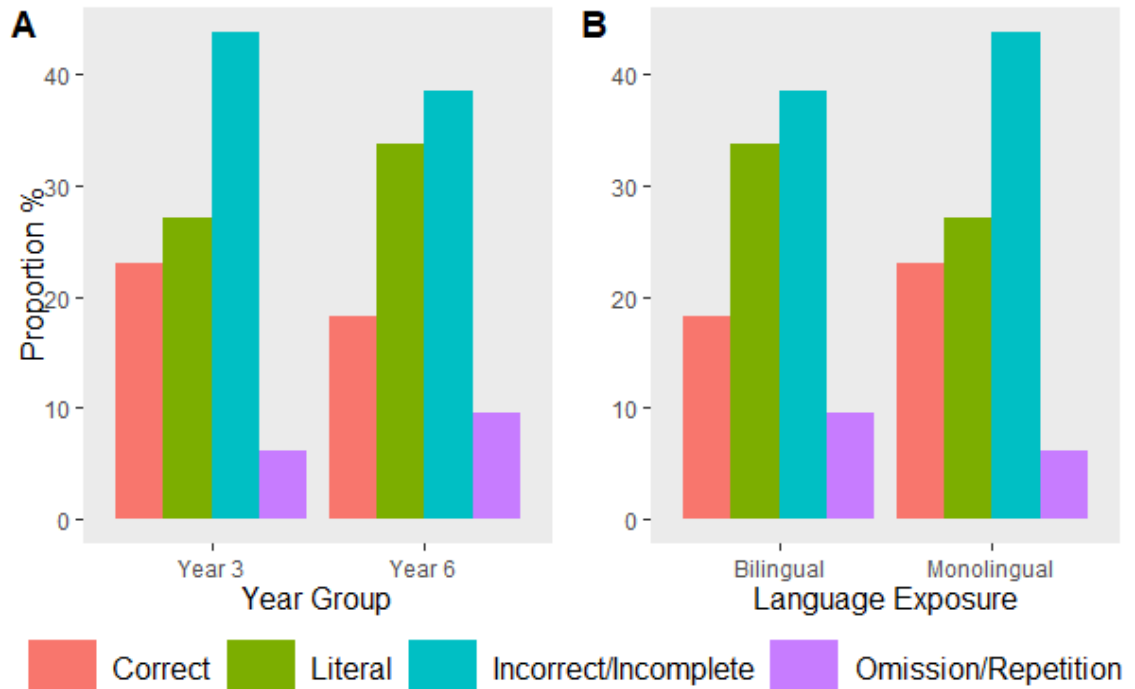 A
40
30
20
10
0
Proportion %
Year 3 Year 6
Year Group
B
40
30
20
10
0
Bilingual Monolingual
Language Exposure
Correct Literal Incorrect/Incomplete Omission/Repetition